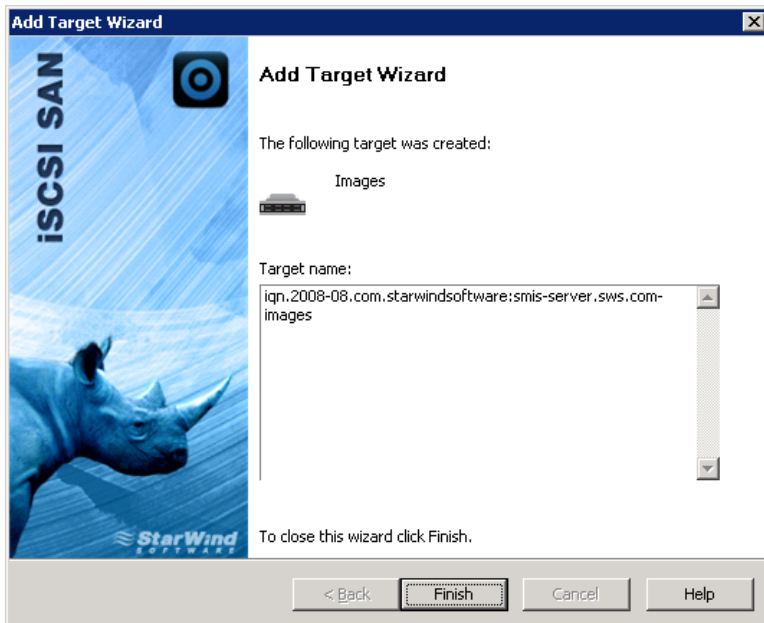 Add Target Wizard
iSCSI SAN
Add Target Wizard
The following target was created:
Images
Target name:
iqn.2008-08.com.starwindsoftware:smis-server.sws.com-
images
StarWind
SOFTWARE
To close this wizard click Finish.
< Back
Finish
Cancel
Help